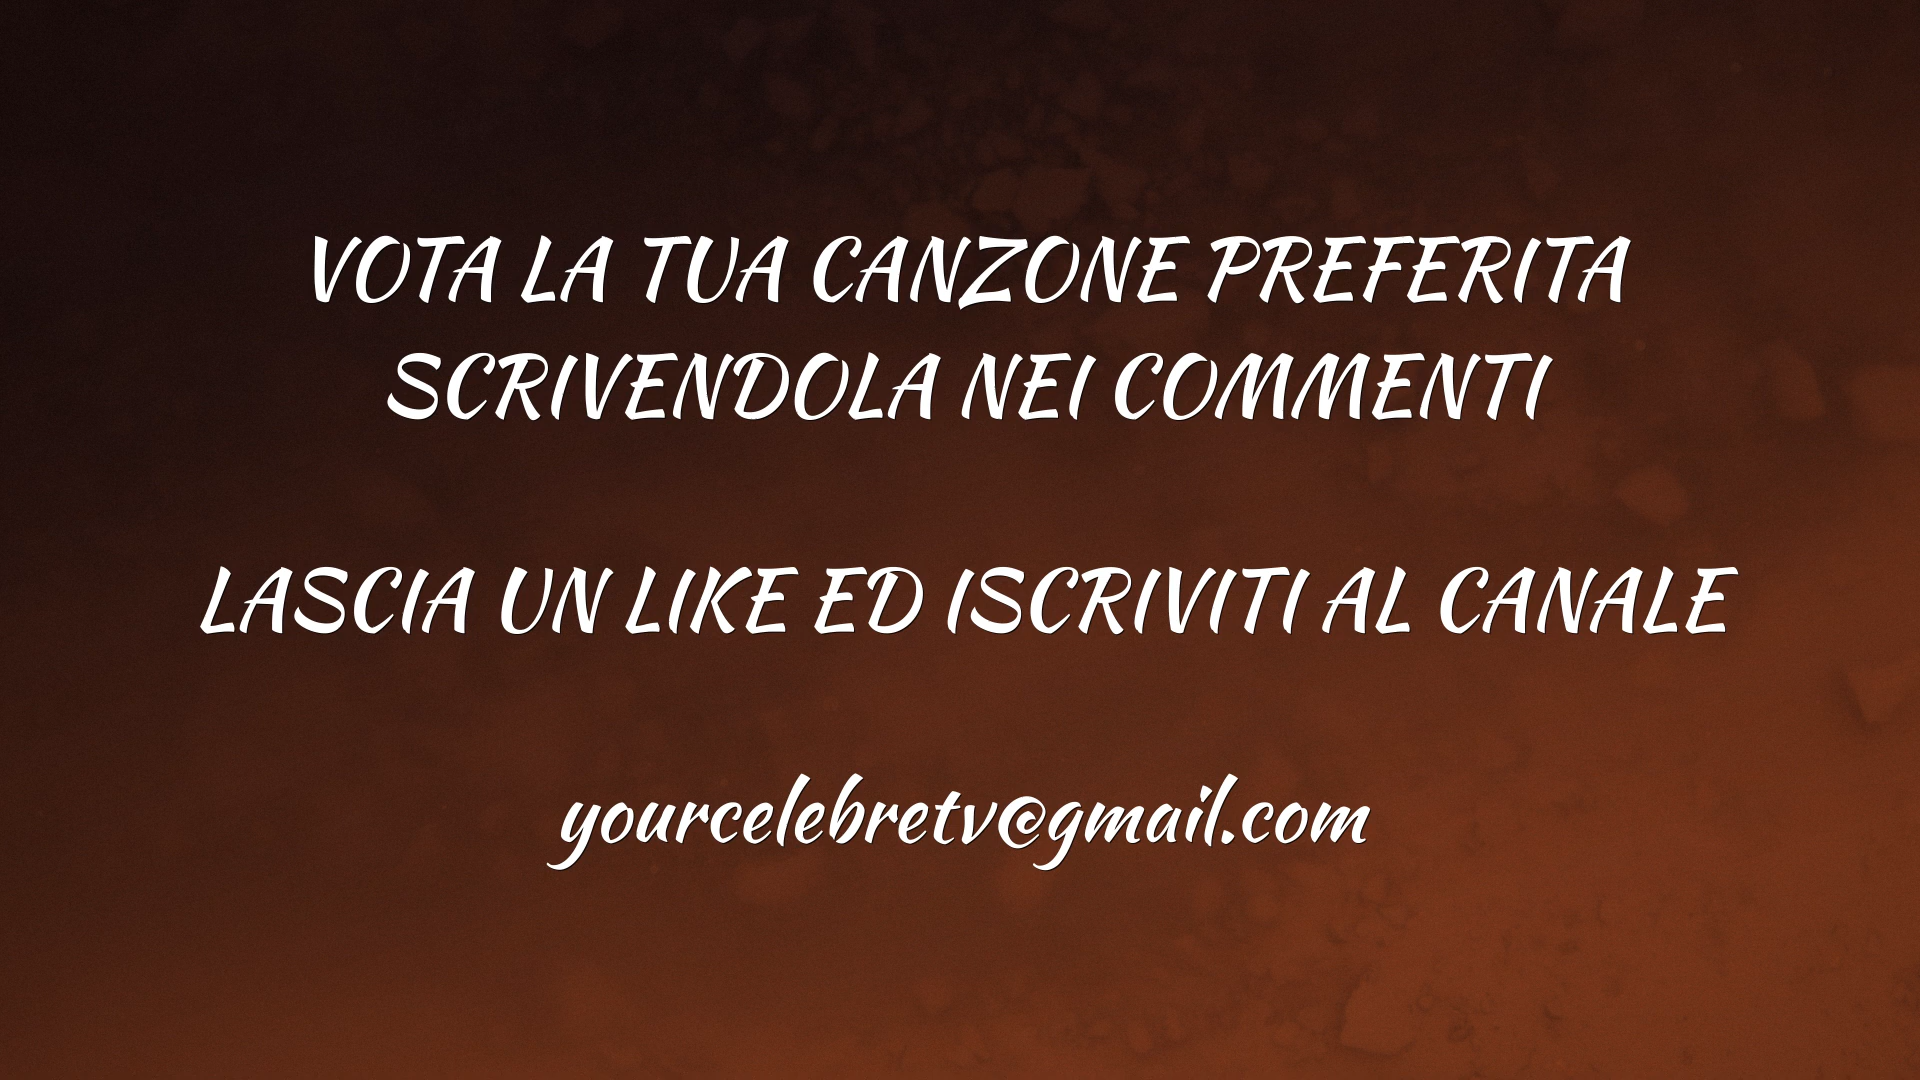 VOTA LA TUA CANZONE PREFERITA
SCRIVENDOLA NEI COMMENTI
LASCIA UN LIKE ED ISCRIVITI AL CANALE
yourcelebretv@gmail.com